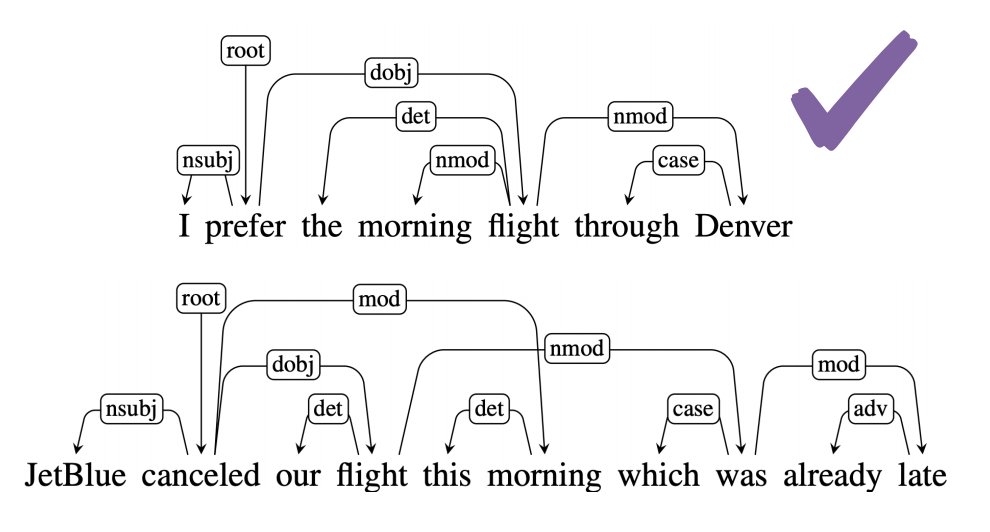 root
dobj
det
nmod
nsubj
nmod
case
I prefer the morning flight through Denver
root
mod
nmod
dobj
mod
nsubj
det
det
case
adv
JetBlue canceled our flight this morning which was already late